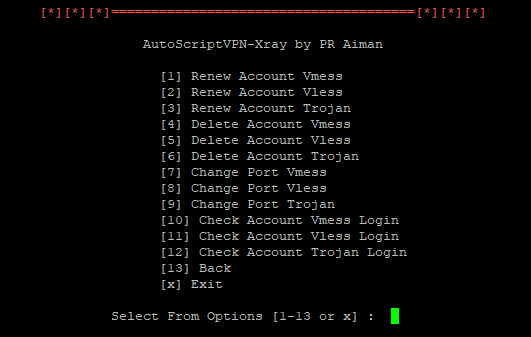 [*][*][*]======================================[*][*][*]
AutoScriptVPN-Xray by PR Aiman
[1] Renew Account Vmess
[2] Renew Account Vless
[3] Renew Account Trojan
[4] Delete Account Vmess
[5] Delete Account Vless
[6] Delete Account Trojan
[7] Change Port Vmess
[8] Change Port Vless
[9] Change Port Trojan
[10] Check Account Vmess Login
[11] Check Account Vless Login
[12] Check Account Trojan Login
[13] Back
[x] Exit
Select From Options [1-13 or x] :